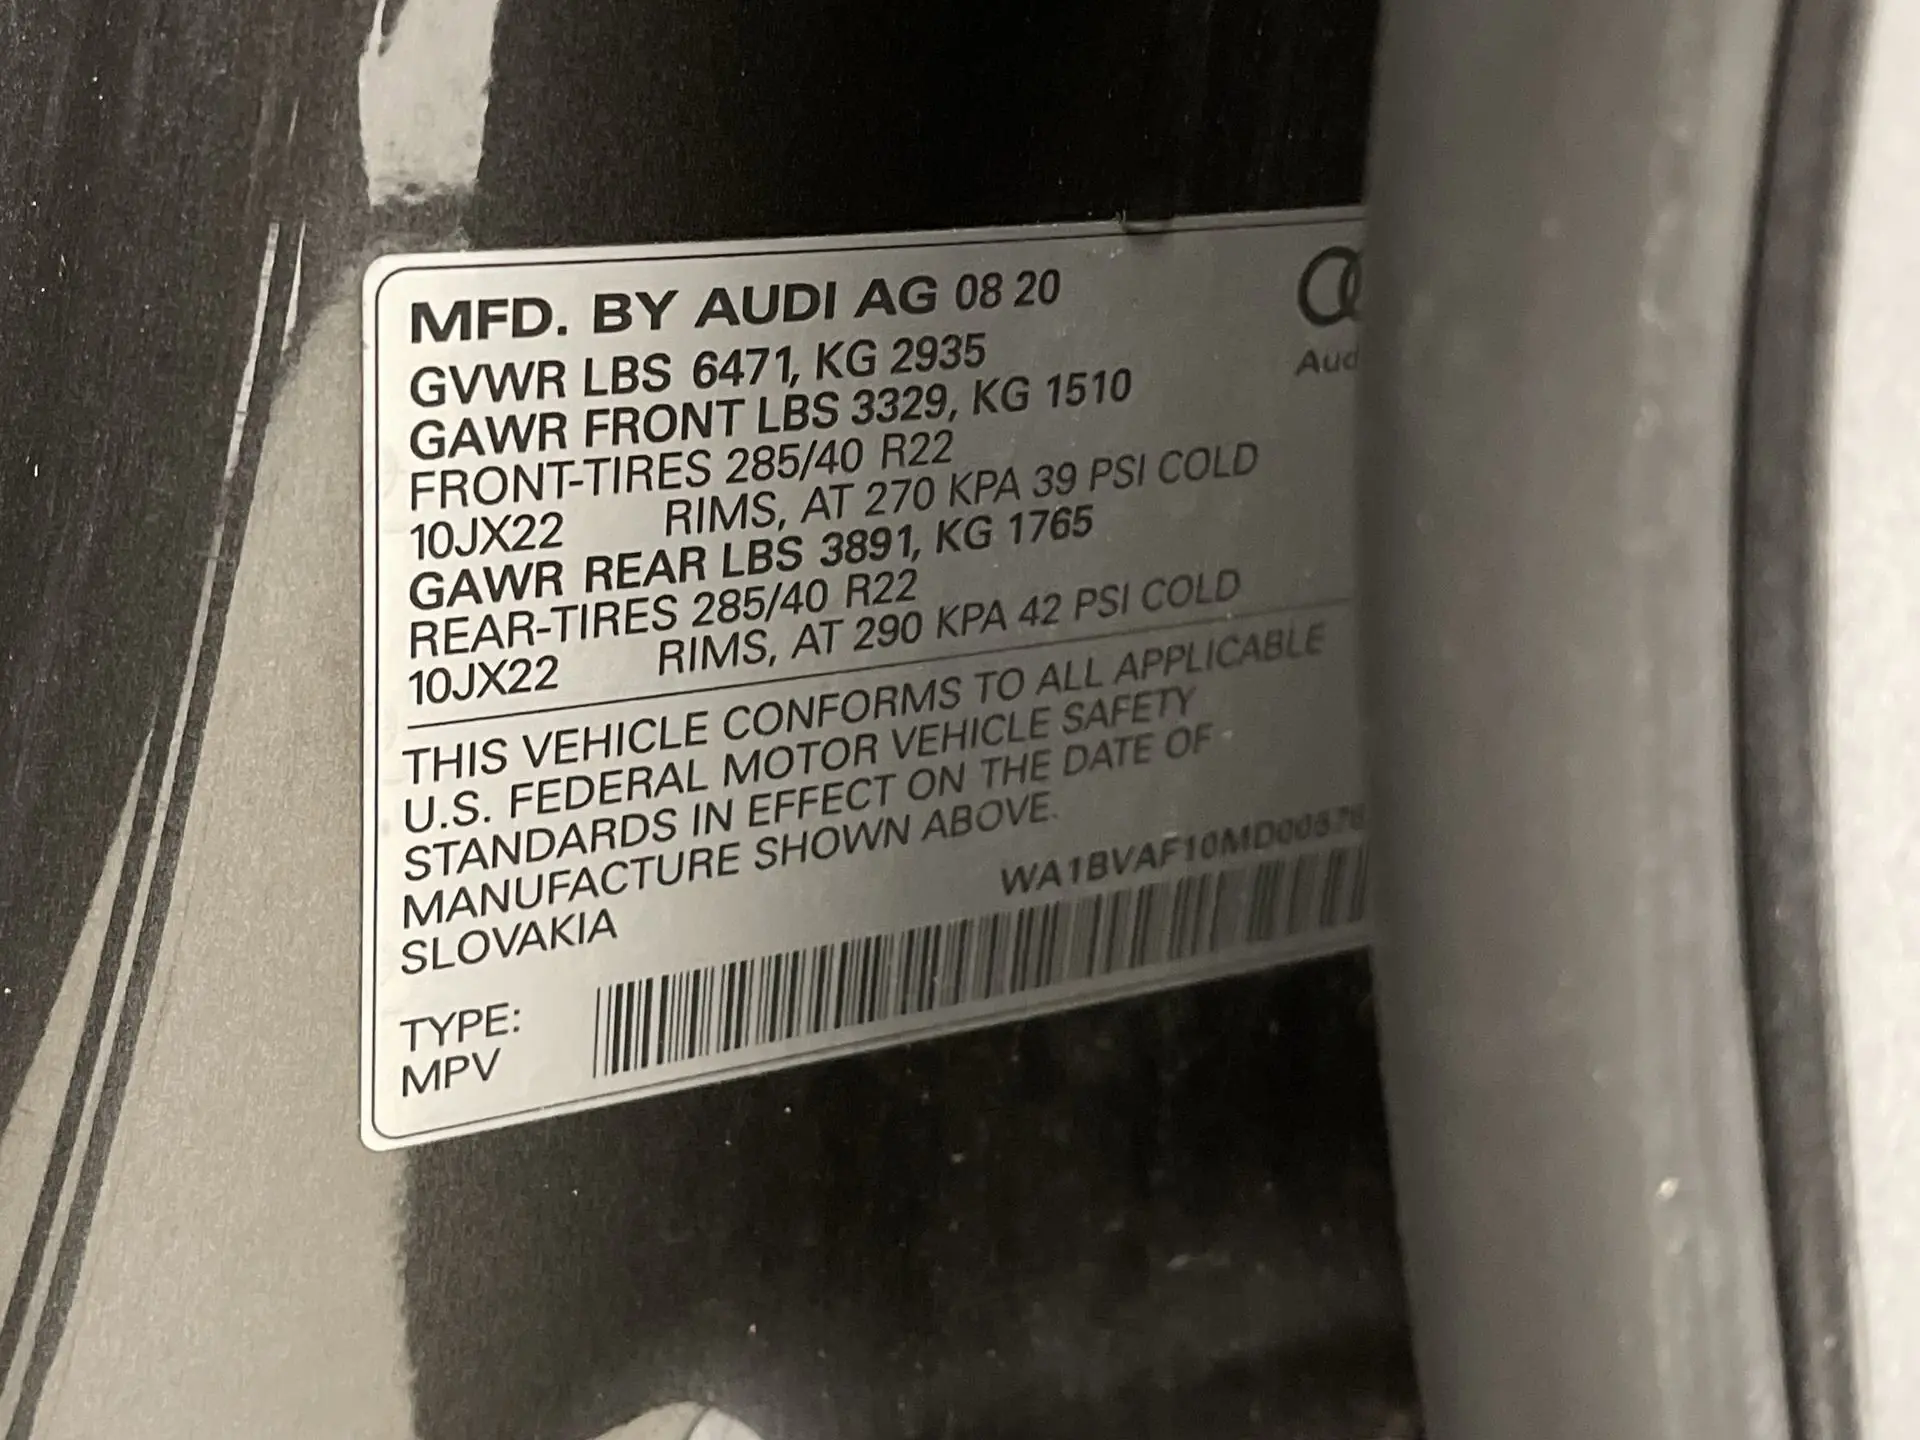 MFD. BY AUDI AG 08 20
GVWR LBS 6471, KG 2935
GAWR FRONT LBS 3329, KG 1510
FRONT-TIRES 285/40 R22
10JX22 RIMS, AT 270 KPA 39 PSI COLD
GAWR REAR LBS 3891, KG 1765
REAR-TIRES 285/40 R22
10JX22 RIMS, AT 290 KPA 42 PSI COLD
THIS VEHICLE CONFORMS TO ALL APPLICABLE
U.S. FEDERAL MOTOR VEHICLE SAFETY
STANDARDS IN EFFECT ON THE DATE OF
MANUFACTURE SHOWN ABOVE.
SLOVAKIA
TYPE:
MPV